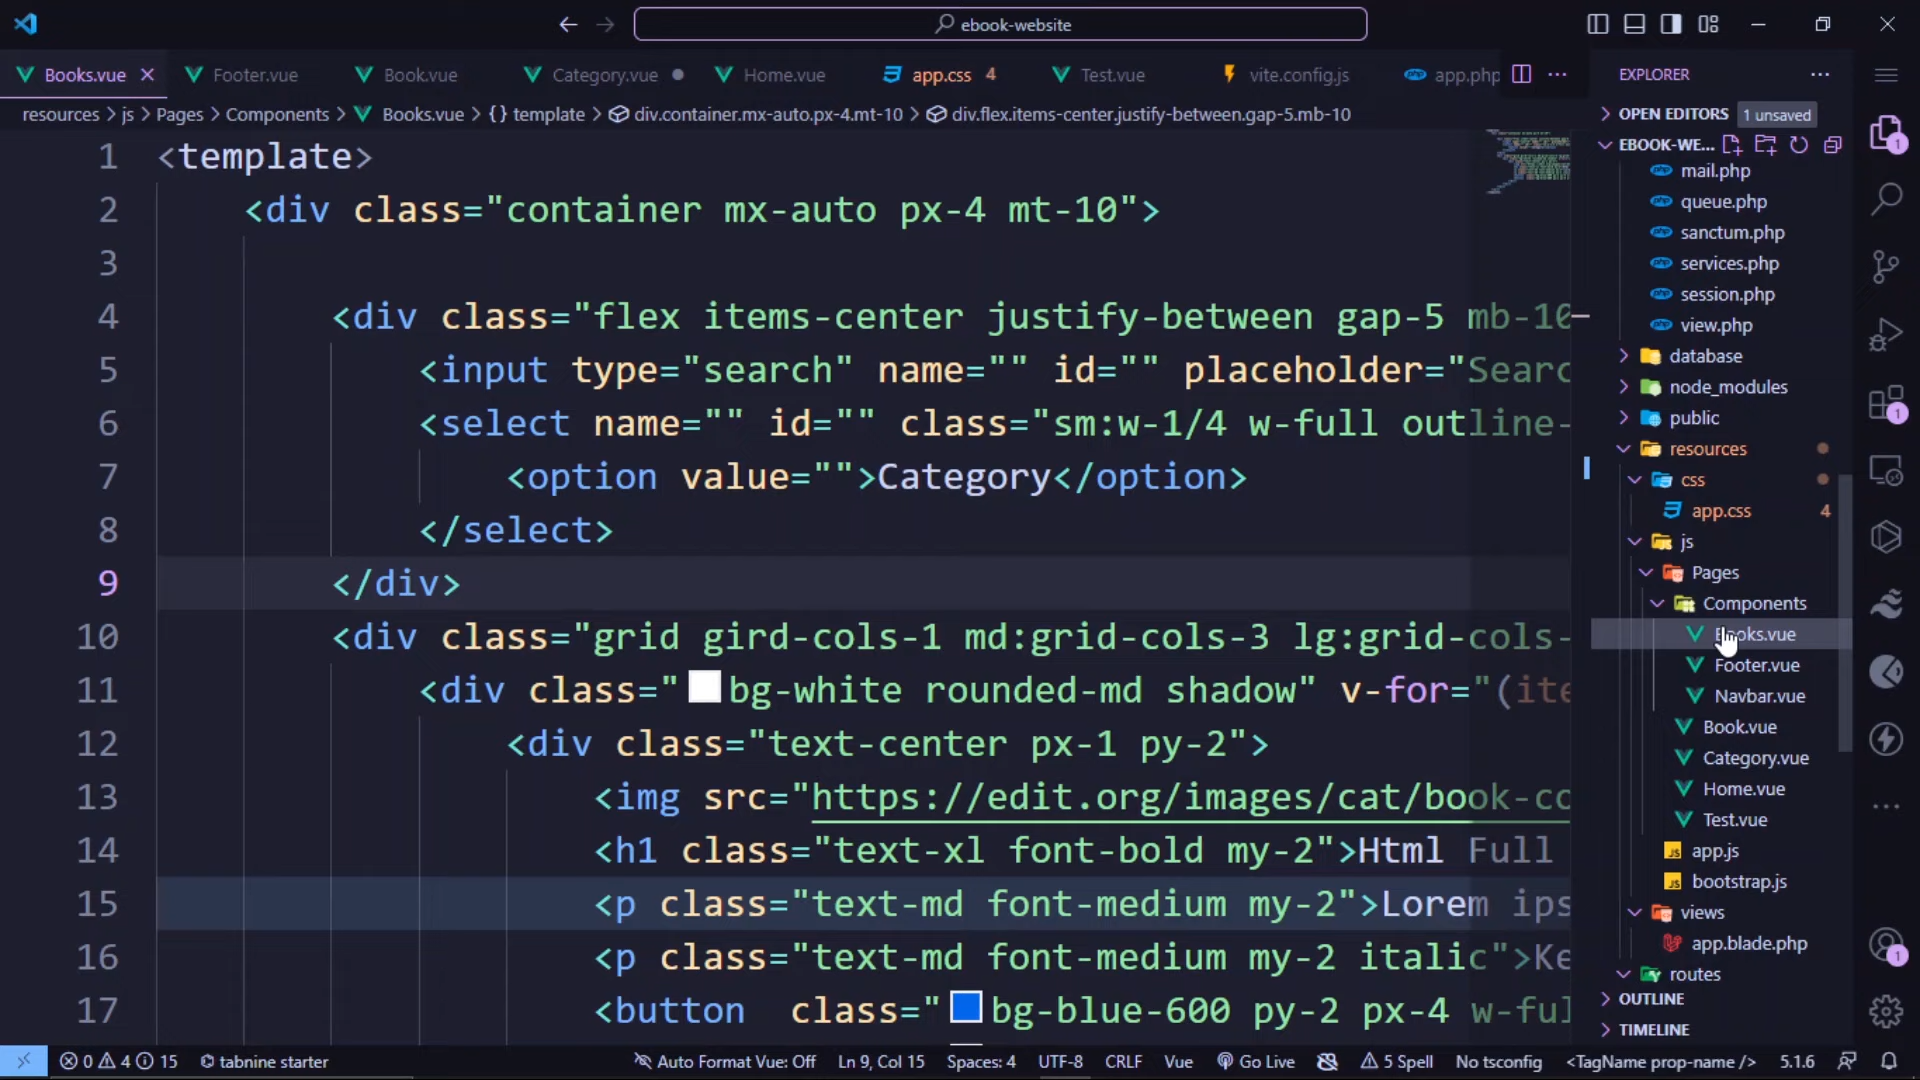 ebook-website
Books.vue
Footer.vue
Book.vue
Category.vue
Home.vue
app.css 4
Test.vue
vite.config.js
app.php
resources > js > Pages > Components > Books.vue > {} template > div.container.mx-auto.px-4.mt-10 > div.flex.items-center.justify-between.gap-5.mb-10
1 <template>
2 <div class="container mx-auto px-4 mt-10">
3
4 <div class="flex items-center justify-between gap-5 mb-10
5 <input type="search" name="" id="" placeholder="Searc
6 <select name="" id="" class="sm:w-1/4 w-full outline-
7 <option value="">Category</option>
8 </select>
9 </div>
10 <div class="grid gird-cols-1 md:grid-cols-3 lg:grid-cols-
11 <div class="bg-white rounded-md shadow" v-for="(ite
12 <div class="text-center px-1 py-2">
13 <img src="https://edit.org/images/cat/book-co
14 <h1 class="text-xl font-bold my-2">Html Full
15 <p class="text-md font-medium my-2">Lorem ips
16 <p class="text-md font-medium my-2 italic">Ke
17 <button class="bg-blue-600 py-2 px-4 w-ful
EXPLORER
OPEN EDITORS 1 unsaved
EBOOK-WE...
mail.php
queue.php
sanctum.php
services.php
session.php
view.php
database
node_modules
public
resources
css
app.css 4
js
Pages
Components
Books.vue
Footer.vue
Navbar.vue
Book.vue
Category.vue
Home.vue
Test.vue
app.js
bootstrap.js
views
app.blade.php
routes
OUTLINE
TIMELINE
1
1
1
0 4 15 tabnine starter Auto Format Vue: Off Ln 9, Col 15 Spaces: 4 UTF-8 CRLF Vue Go Live 5 Spell No tsconfig <TagName prop-name /> 5.1.6